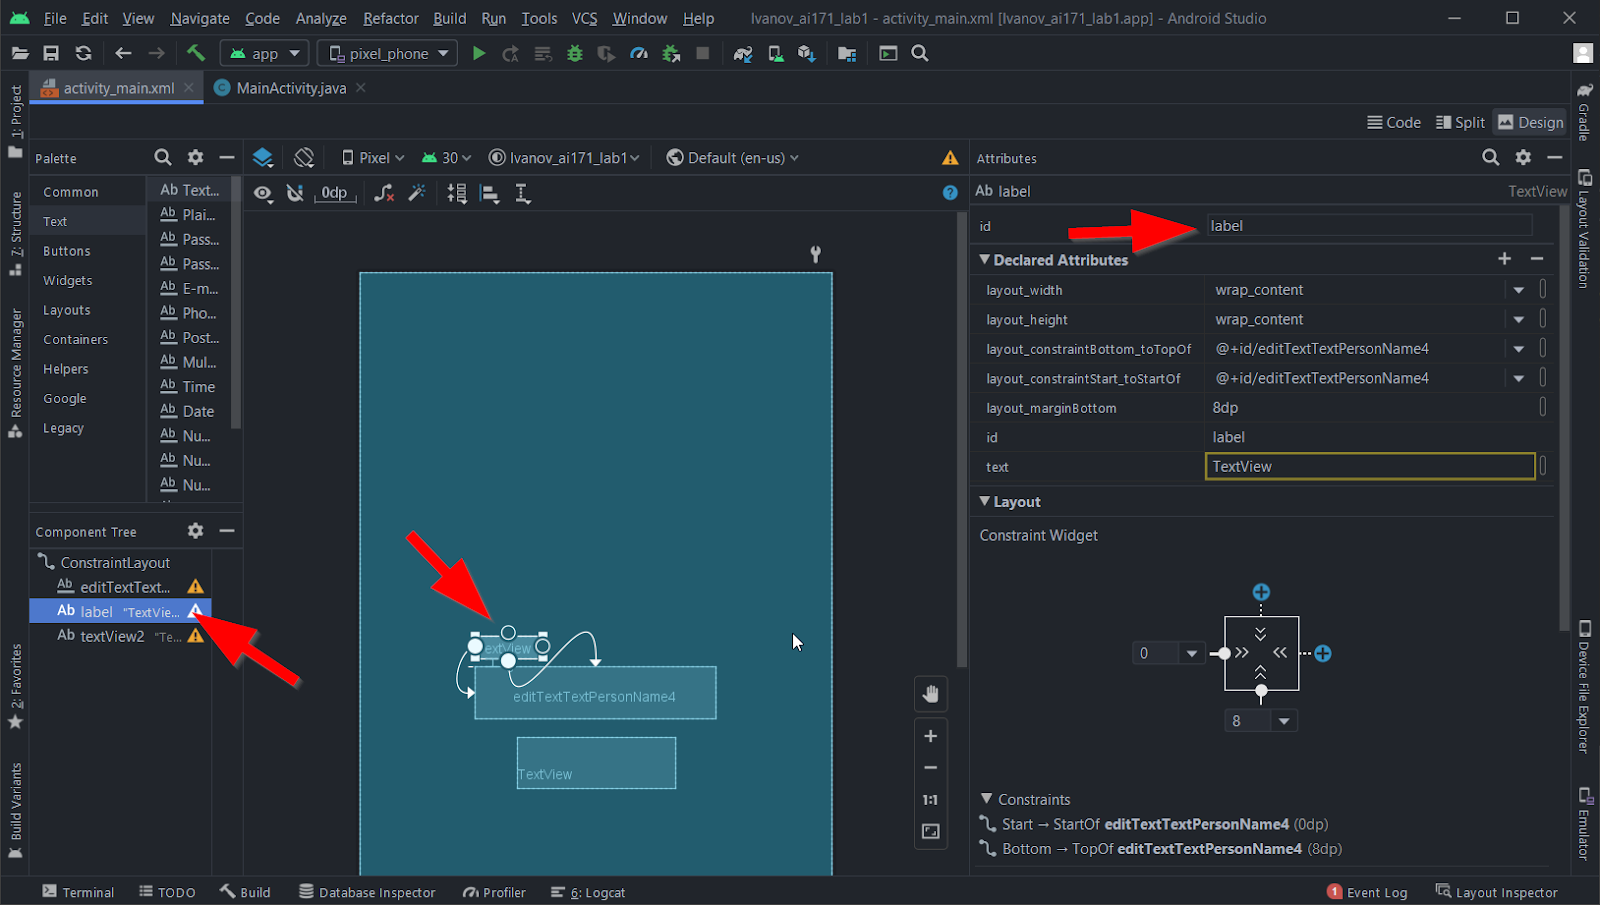 File Edit View Navigate Code Analyze Refactor Build Run Tools VCS Window Help Ivanov_ai171_lab1 - activity_main.xml [Ivanov_ai171_lab1.app] - Android Studio
app pixel_phone
activity_main.xml MainActivity.java
Code Split Design
Palette
Pixel 30 Ivanov_ai171_lab1 Default (en-us)
0dp
Common
Text
Buttons
Widgets
Layouts
Containers
Helpers
Google
Legacy
Ab Text...
Ab Plai...
Ab Pass...
Ab Pass...
Ab E-m...
Ab Pho...
Ab Post...
Ab Mul...
Ab Time
Ab Date
Ab Nu...
Ab Nu...
Ab Nu...
Component Tree
ConstraintLayout
Ab editTextText...
Ab label "TextVie...
Ab textView2 "Te...
editTextTextPersonName4
TextView
1:1
Attributes
Ab label TextView
id label
Declared Attributes
layout_width wrap_content
layout_height wrap_content
layout_constraintBottom_toTopOf @+id/editTextTextPersonName4
layout_constraintStart_toStartOf @+id/editTextTextPersonName4
layout_marginBottom 8dp
id label
text TextView
Layout
Constraint Widget
0
8
Constraints
Start → StartOf editTextTextPersonName4 (0dp)
Bottom → TopOf editTextTextPersonName4 (8dp)
1: Project
7: Structure
Resource Manager
2: Favorites
Build Variants
Gradle
Layout Validation
Device File Explorer
Emulator
Terminal TODO Build Database Inspector Profiler 6: Logcat 1 Event Log Layout Inspector